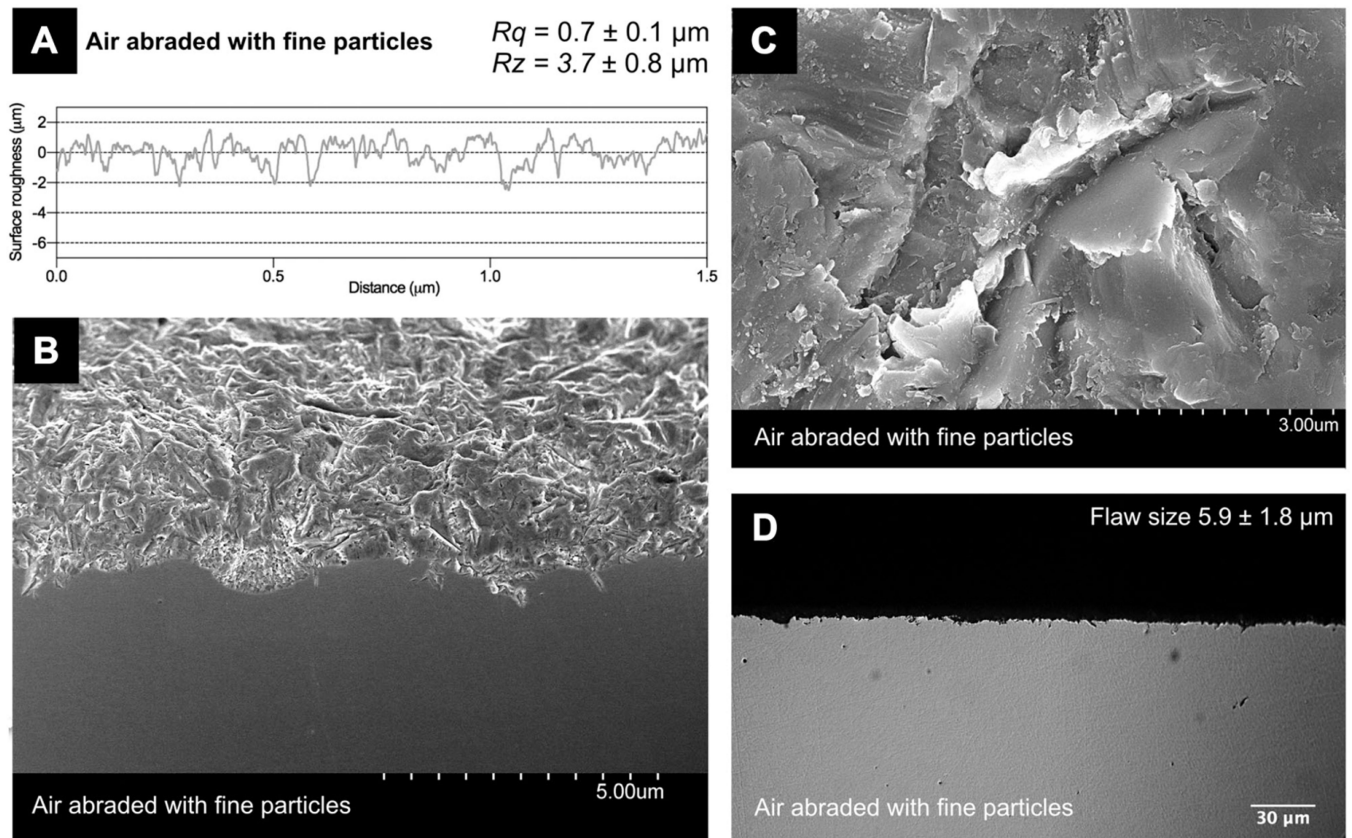 A
Air abraded with fine particles
Rq = 0.7 ± 0.1 μm
Rz = 3.7 ± 0.8 μm
Surface roughness (μm)
2
0
-2
-4
-6
0.0
0.5
1.0
1.5
Distance (μm)
B
5.00um
Air abraded with fine particles
C
3.00um
Air abraded with fine particles
D
Flaw size 5.9 ± 1.8 μm
Air abraded with fine particles
30 μm